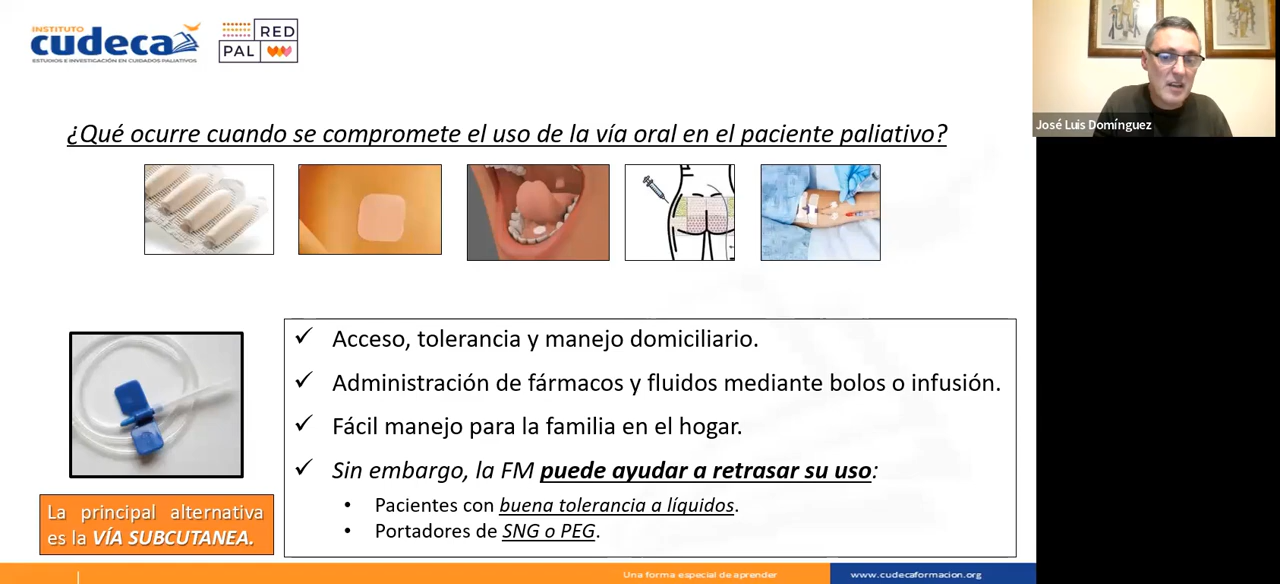 INSTITUTO
cudeca
ESTUDIOS E INVESTIGACIÓN EN CUIDADOS PALIATIVOS
RED
PAL
José Luis Domínguez
¿Qué ocurre cuando se compromete el uso de la vía oral en el paciente paliativo?
Acceso, tolerancia y manejo domiciliario.
Administración de fármacos y fluidos mediante bolos o infusión.
Fácil manejo para la familia en el hogar.
Sin embargo, la FM puede ayudar a retrasar su uso:
Pacientes con buena tolerancia a líquidos.
Portadores de SNG o PEG.
La principal alternativa
es la VÍA SUBCUTANEA.
Una forma especial de aprender
www.cudecaformacion.org